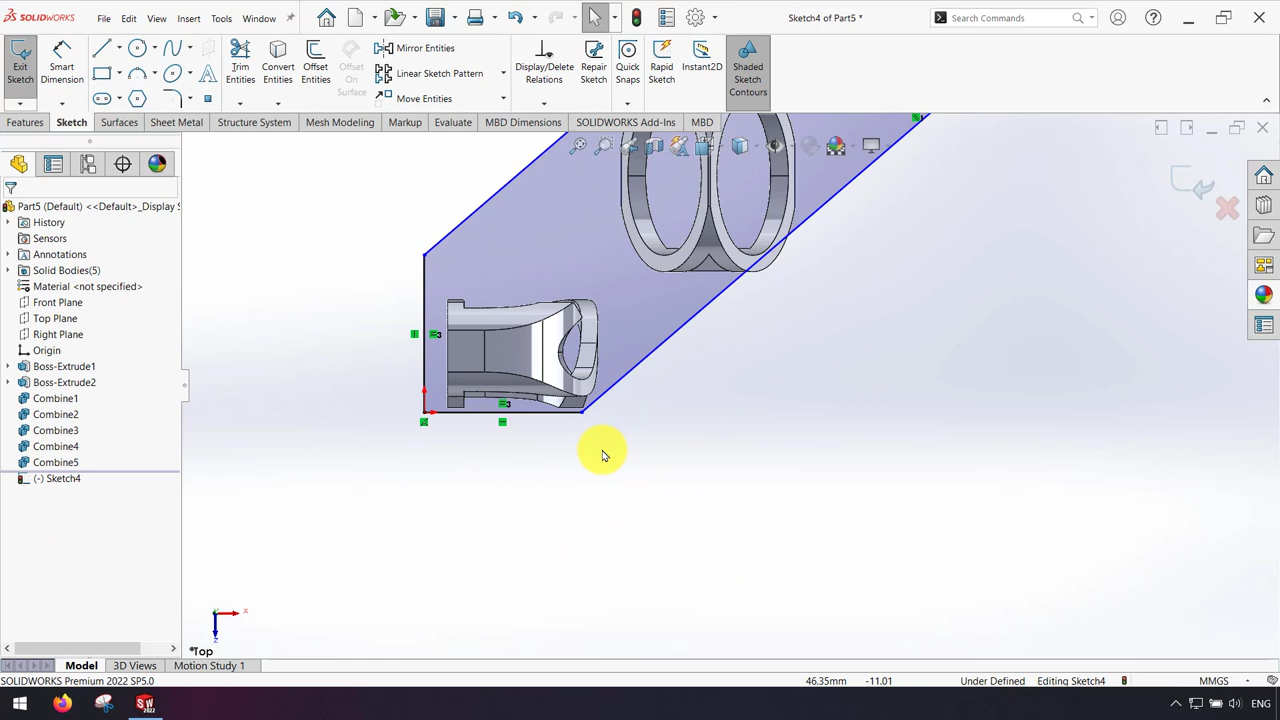 SOLIDWORKS File Edit View Insert Tools Window Sketch4 of Part5 * Search Commands
Exit Sketch
Smart Dimension
Trim Entities
Convert Entities
Offset Entities
Offset On Surface
Mirror Entities
Linear Sketch Pattern
Move Entities
Display/Delete Relations
Repair Sketch
Quick Snaps
Rapid Sketch
Instant2D
Shaded Sketch Contours
Features Sketch Surfaces Sheet Metal Structure System Mesh Modeling Markup Evaluate MBD Dimensions SOLIDWORKS Add-Ins MBD
Part5 (Default) <<Default>_Display S
History
Sensors
Annotations
Solid Bodies(5)
Material <not specified>
Front Plane
Top Plane
Right Plane
Origin
Boss-Extrude1
Boss-Extrude2
Combine1
Combine2
Combine3
Combine4
Combine5
(-) Sketch4
3
3
x
z
*Top
Model 3D Views Motion Study 1
SOLIDWORKS Premium 2022 SP5.0 46.35mm -11.01 Under Defined Editing Sketch4 MMGS
ENG